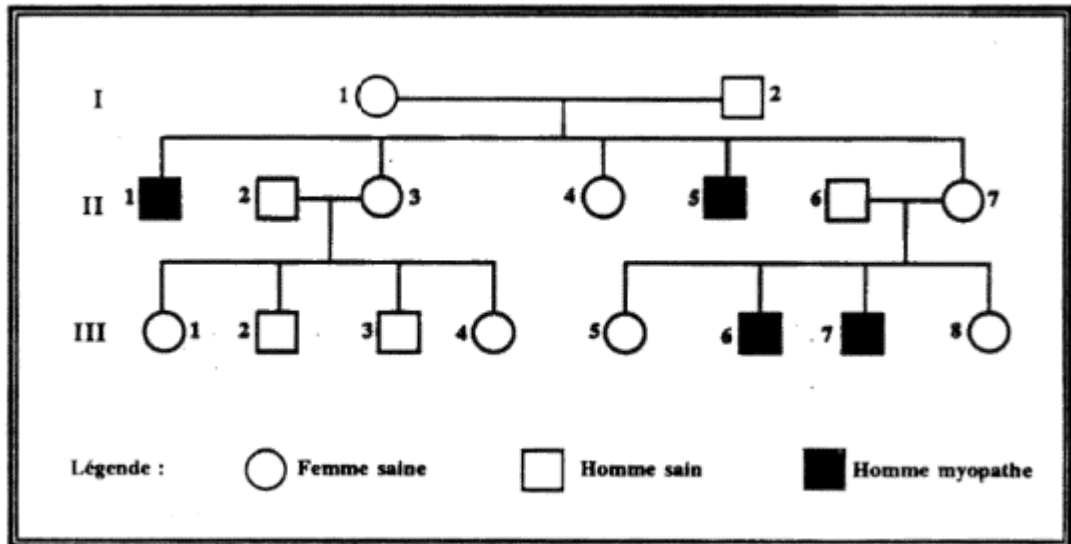 I 1 2
II 1 2 3 4 5 6 7
III 1 2 3 4 5 6 7 8
Légende : Femme saine Homme sain Homme myopathe